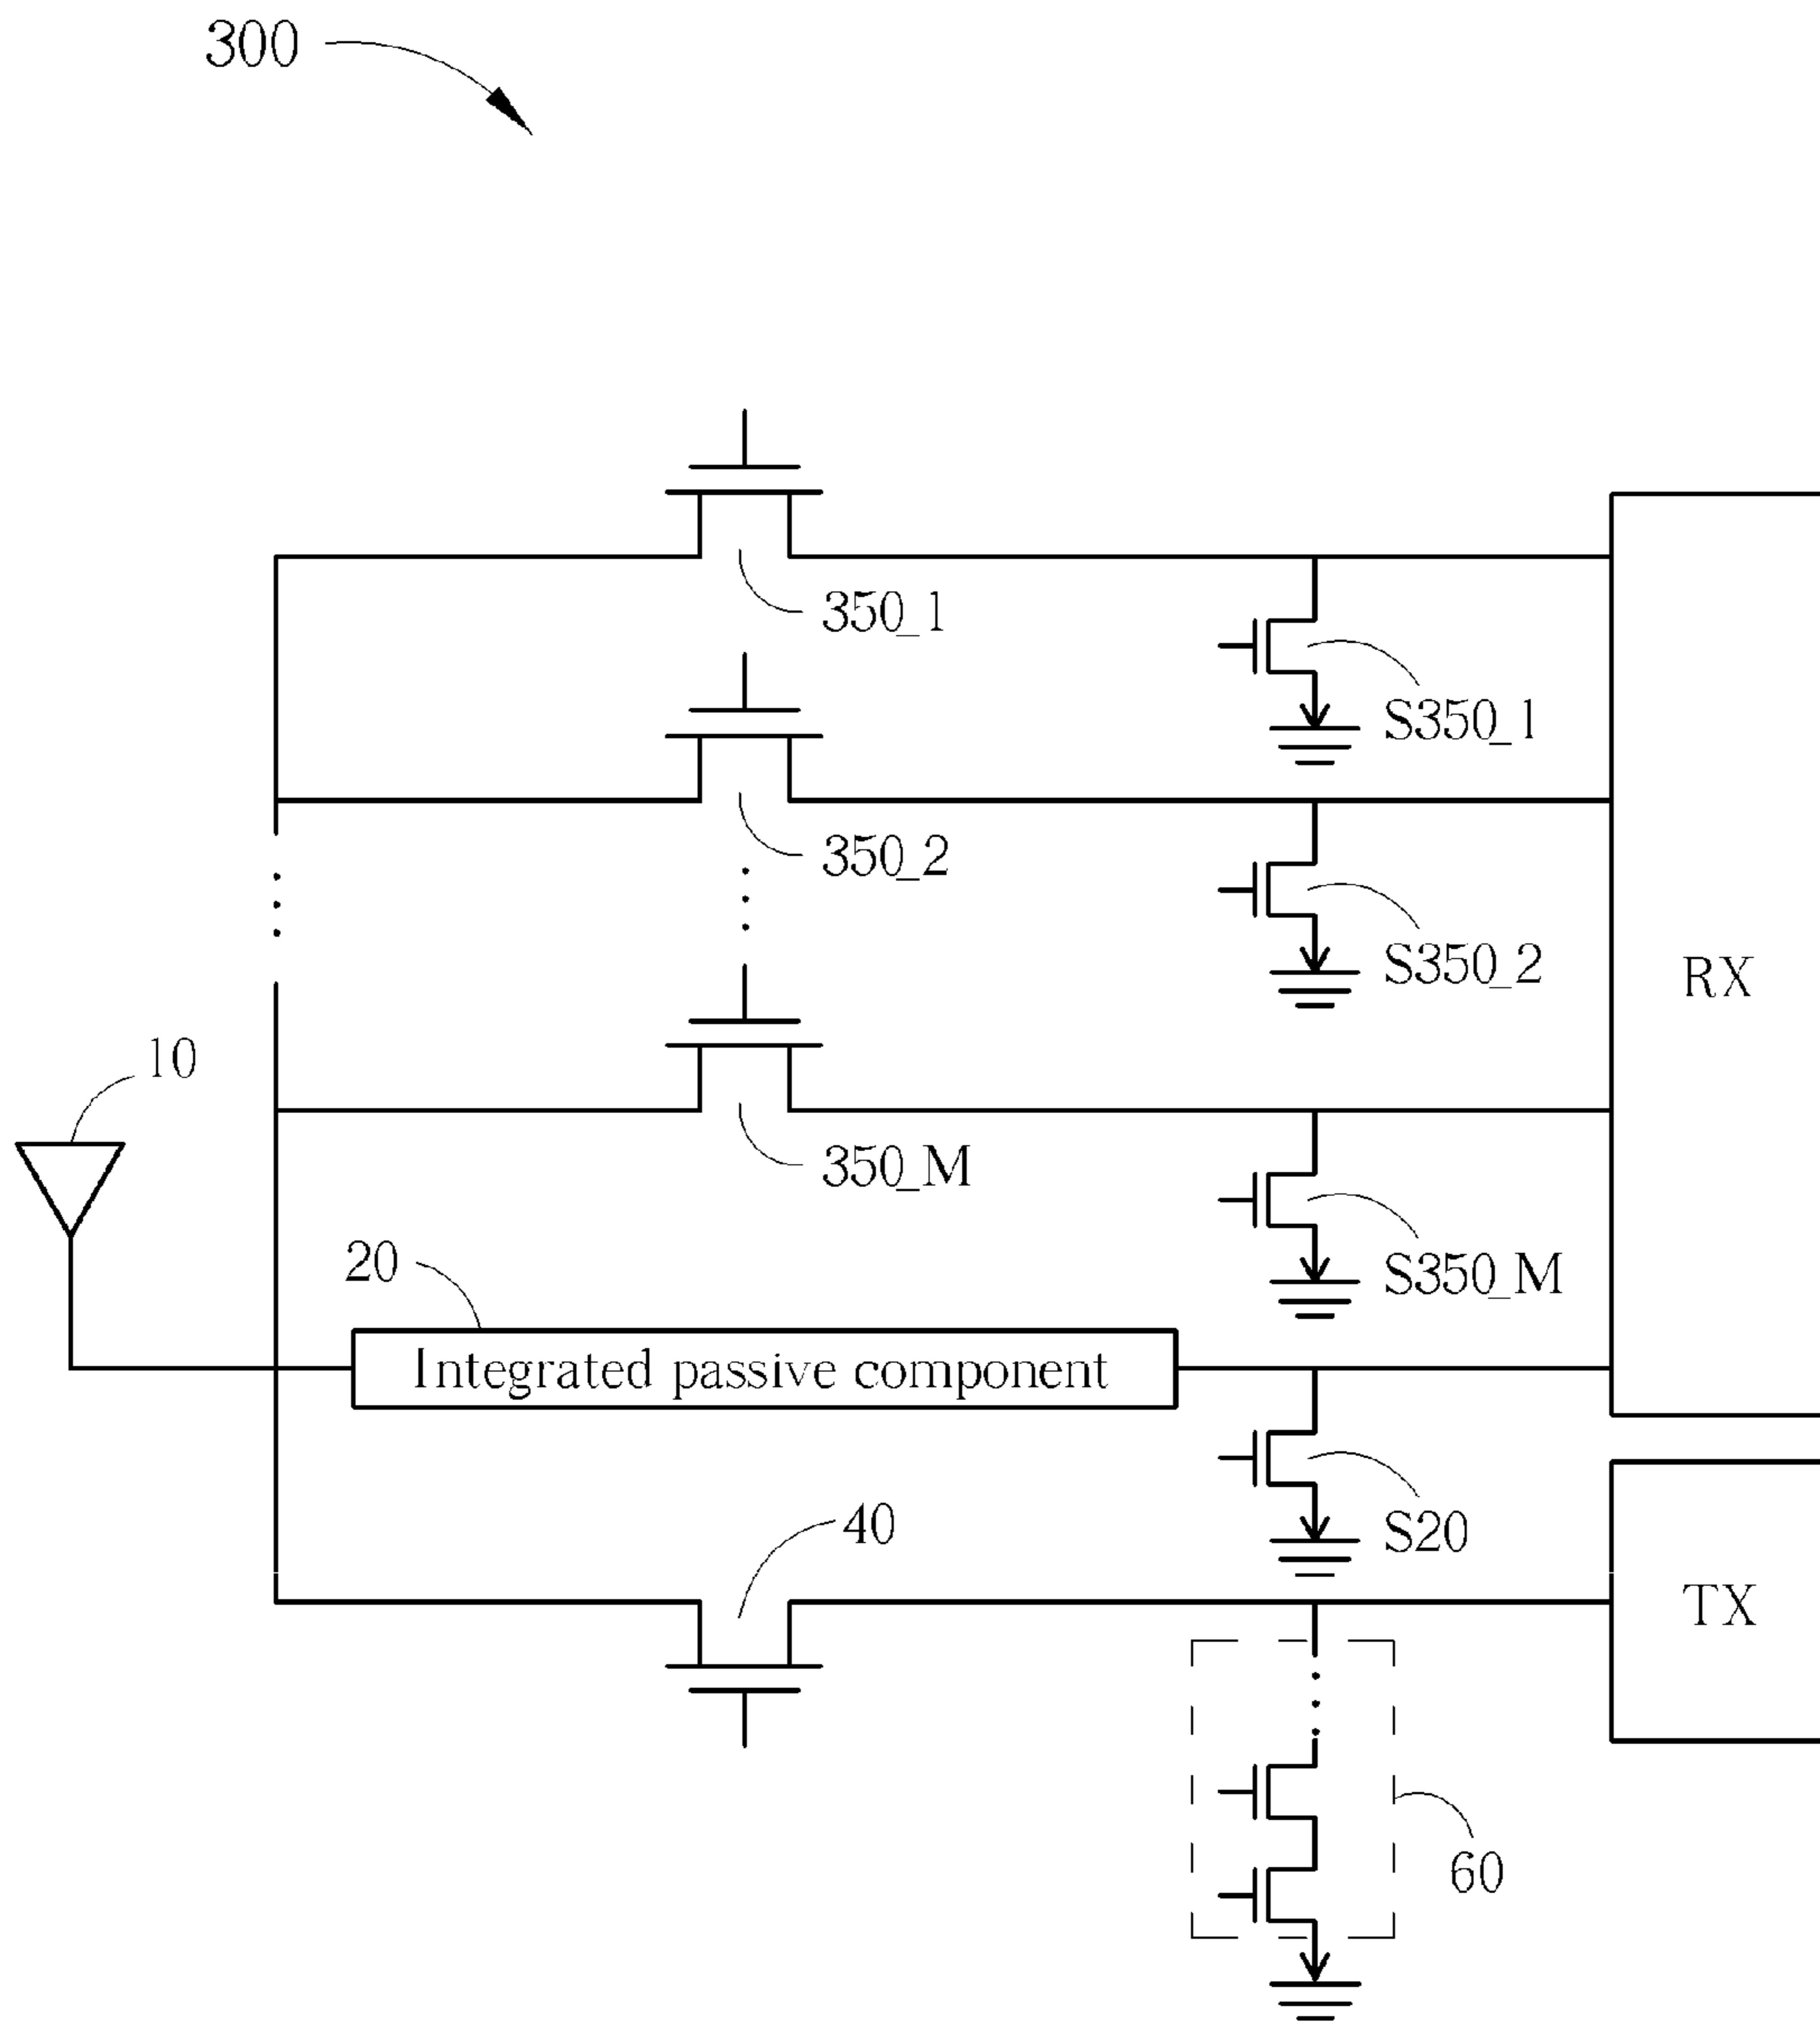 300
350_1
S350_1
350_2
S350_2
RX
10
350_M
S350_M
20
Integrated passive component
S20
40
TX
60